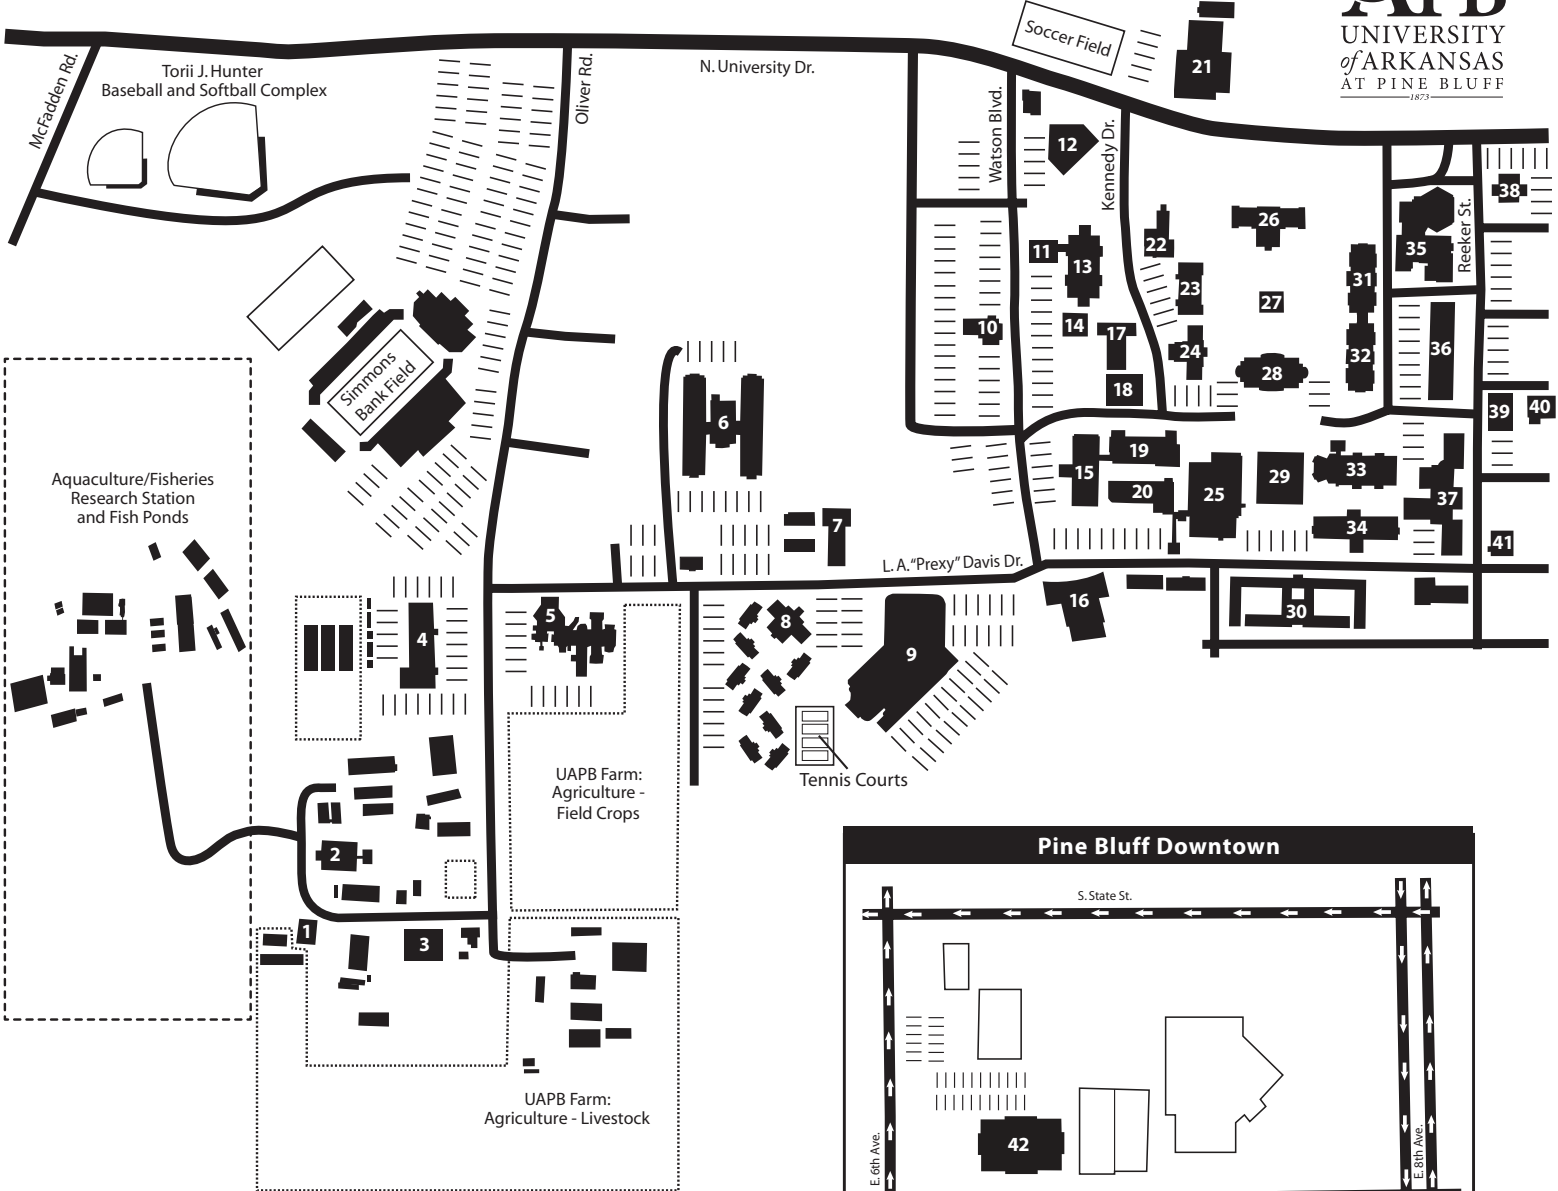 UNIVERSITY
of ARKANSAS
AT PINE BLUFF
1873
Soccer Field
21
McFadden Rd.
Torii J. Hunter
Baseball and Softball Complex
Oliver Rd.
N. University Dr.
Watson Blvd.
12
Kennedy Dr.
38
Reeker St.
26
22
11
13
35
31
23
27
10
14
17
24
32
36
28
18
39
40
Simmons
Bank Field
6
19
15
20
25
29
33
37
34
41
7
Aquaculture/Fisheries
Research Station
and Fish Ponds
L. A. "Prexy" Davis Dr.
16
30
4
5
8
9
Tennis Courts
UAPB Farm:
Agriculture -
Field Crops
2
1
3
UAPB Farm:
Agriculture - Livestock
Pine Bluff Downtown
S. State St.
42
E. 6th Ave.
E. 8th Ave.